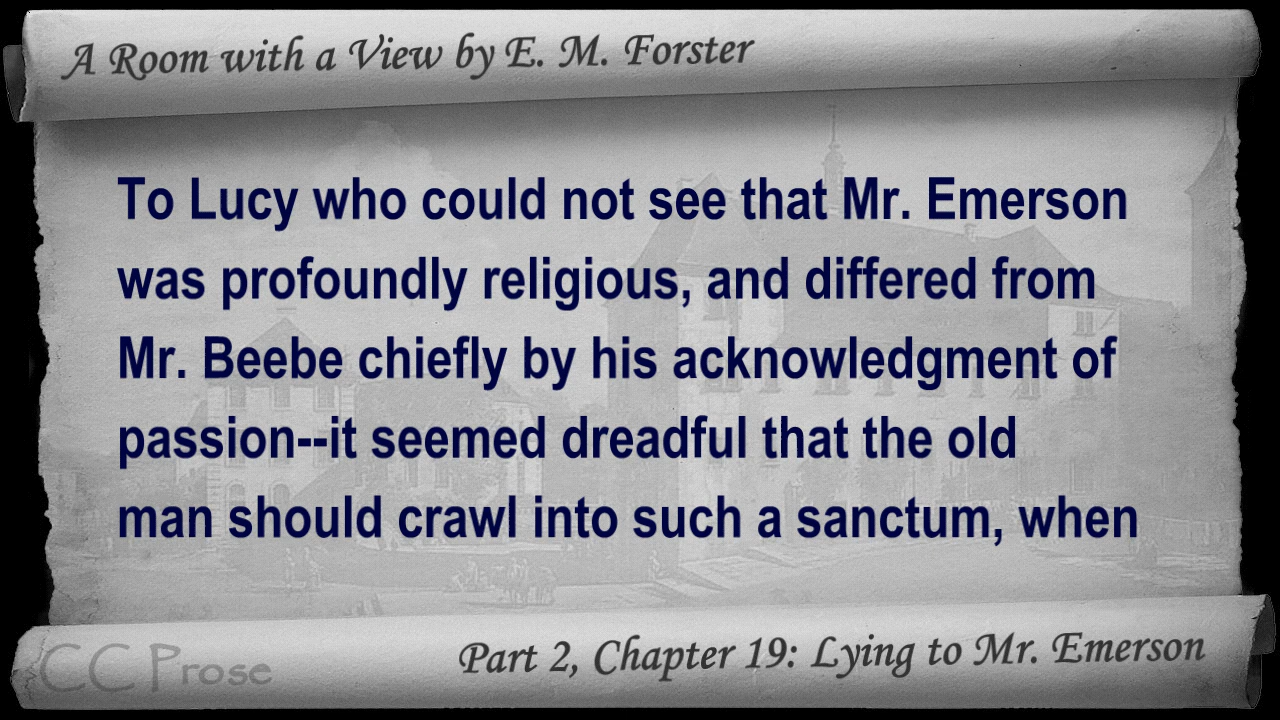 A Room with a View by E. M. Forster
To Lucy who could not see that Mr. Emerson
was profoundly religious, and differed from
Mr. Beebe chiefly by his acknowledgment of
passion--it seemed dreadful that the old
man should crawl into such a sanctum, when
CC Prose
Part 2, Chapter 19: Lying to Mr. Emerson